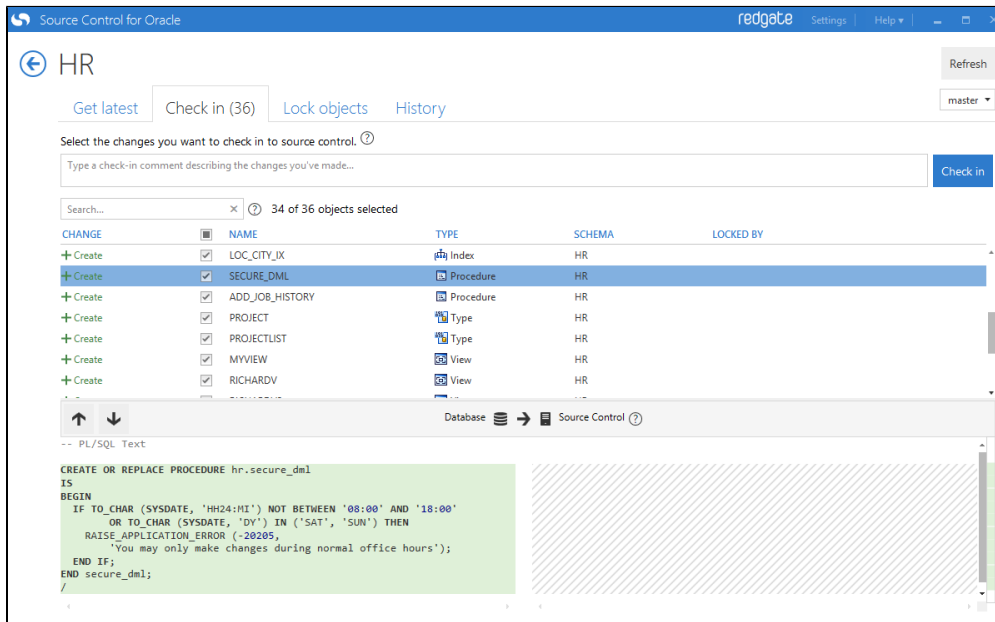 Source Control for Oracle
redgate Settings Help
HR
Refresh
Get latest Check in (36) Lock objects History
master
Select the changes you want to check in to source control. ?
Type a check-in comment describing the changes you've made...
Check in
Search... × ? 34 of 36 objects selected
CHANGE NAME TYPE SCHEMA LOCKED BY
+ Create LOC_CITY_IX Index HR
+ Create SECURE_DML Procedure HR
+ Create ADD_JOB_HISTORY Procedure HR
+ Create PROJECT Type HR
+ Create PROJECTLIST Type HR
+ Create MYVIEW View HR
+ Create RICHARDV View HR
Database → Source Control ?
-- PL/SQL Text
CREATE OR REPLACE PROCEDURE hr.secure_dml
IS
BEGIN
IF TO_CHAR (SYSDATE, 'HH24:MI') NOT BETWEEN '08:00' AND '18:00'
OR TO_CHAR (SYSDATE, 'DY') IN ('SAT', 'SUN') THEN
RAISE_APPLICATION_ERROR (-20205,
'You may only make changes during normal office hours');
END IF;
END secure_dml;
/